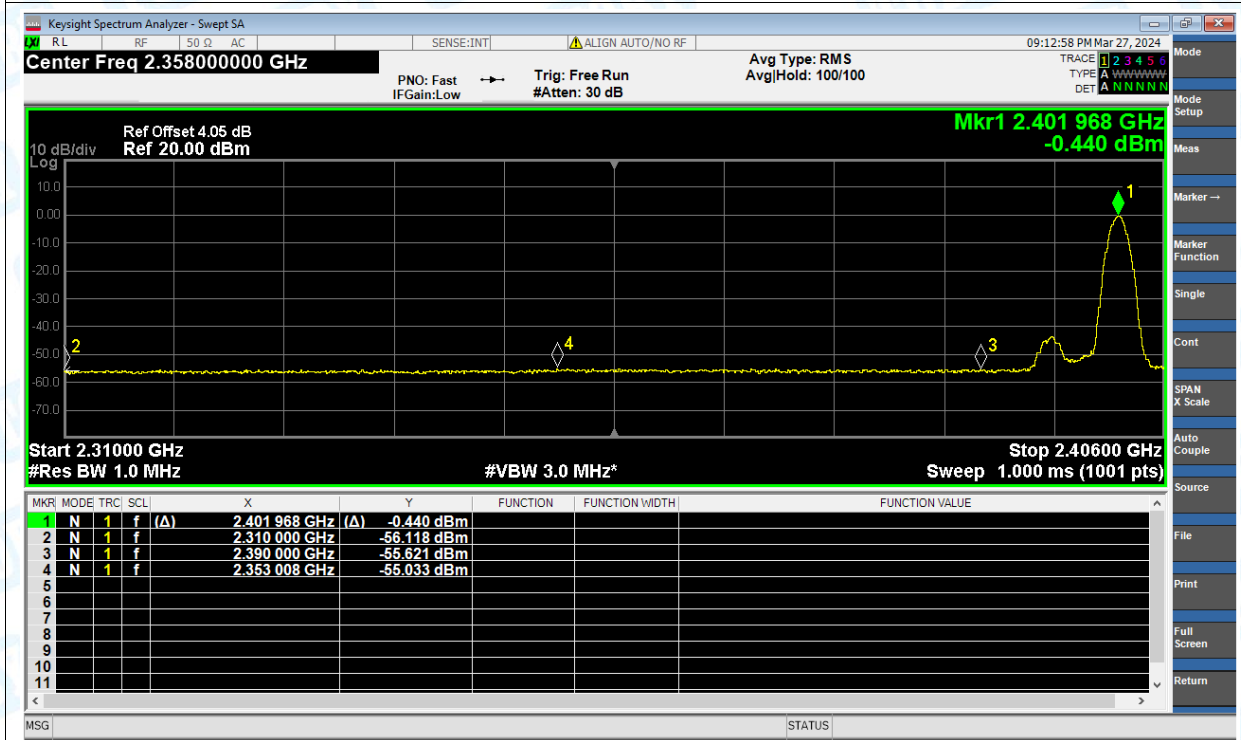 Keysight Spectrum Analyzer - Swept SA
LXI RL RF 50 Ω AC SENSE:INT ALIGN AUTO/NO RF 09:12:58 PM Mar 27, 2024
Center Freq 2.358000000 GHz
PNO: Fast
IFGain:Low
Trig: Free Run
#Atten: 30 dB
Avg Type: RMS
Avg|Hold: 100/100
TRACE 1 2 3 4 5 6
TYPE A WWWWW
DET A N N N N N
Ref Offset 4.05 dB
10 dB/div Ref 20.00 dBm
Log
Mkr1 2.401 968 GHz
-0.440 dBm
10.0
0.00
-10.0
-20.0
-30.0
-40.0
-50.0
-60.0
-70.0
1
2
4
3
Start 2.31000 GHz Stop 2.40600 GHz
#Res BW 1.0 MHz #VBW 3.0 MHz* Sweep 1.000 ms (1001 pts)
MKR MODE TRC SCL X Y FUNCTION FUNCTION WIDTH FUNCTION VALUE
1 N 1 f (Δ) 2.401 968 GHz (Δ) -0.440 dBm
2 N 1 f 2.310 000 GHz -56.118 dBm
3 N 1 f 2.390 000 GHz -55.621 dBm
4 N 1 f 2.353 008 GHz -55.033 dBm
5
6
7
8
9
10
11
MSG STATUS
Mode
Mode
Setup
Meas
Marker →
Marker
Function
Single
Cont
SPAN
X Scale
Auto
Couple
Source
File
Print
Full
Screen
Return